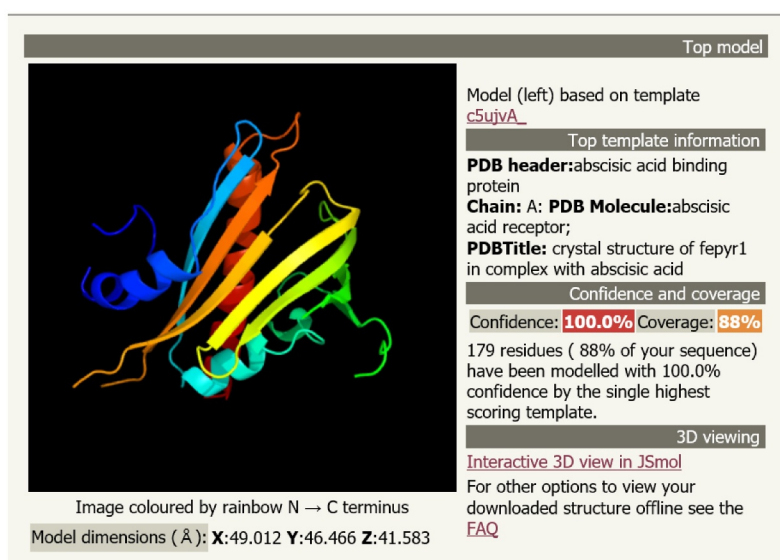 Top model
Model (left) based on template
c5ujvA_
Top template information
PDB header:abscisic acid binding
protein
Chain: A: PDB Molecule:abscisic
acid receptor;
PDBTitle: crystal structure of fepyr1
in complex with abscisic acid
Confidence and coverage
Confidence: 100.0% Coverage: 88%
179 residues ( 88% of your sequence)
have been modelled with 100.0%
confidence by the single highest
scoring template.
3D viewing
Interactive 3D view in JSmol
For other options to view your
downloaded structure offline see the
FAQ
Image coloured by rainbow N → C terminus
Model dimensions (Å): X:49.012 Y:46.466 Z:41.583